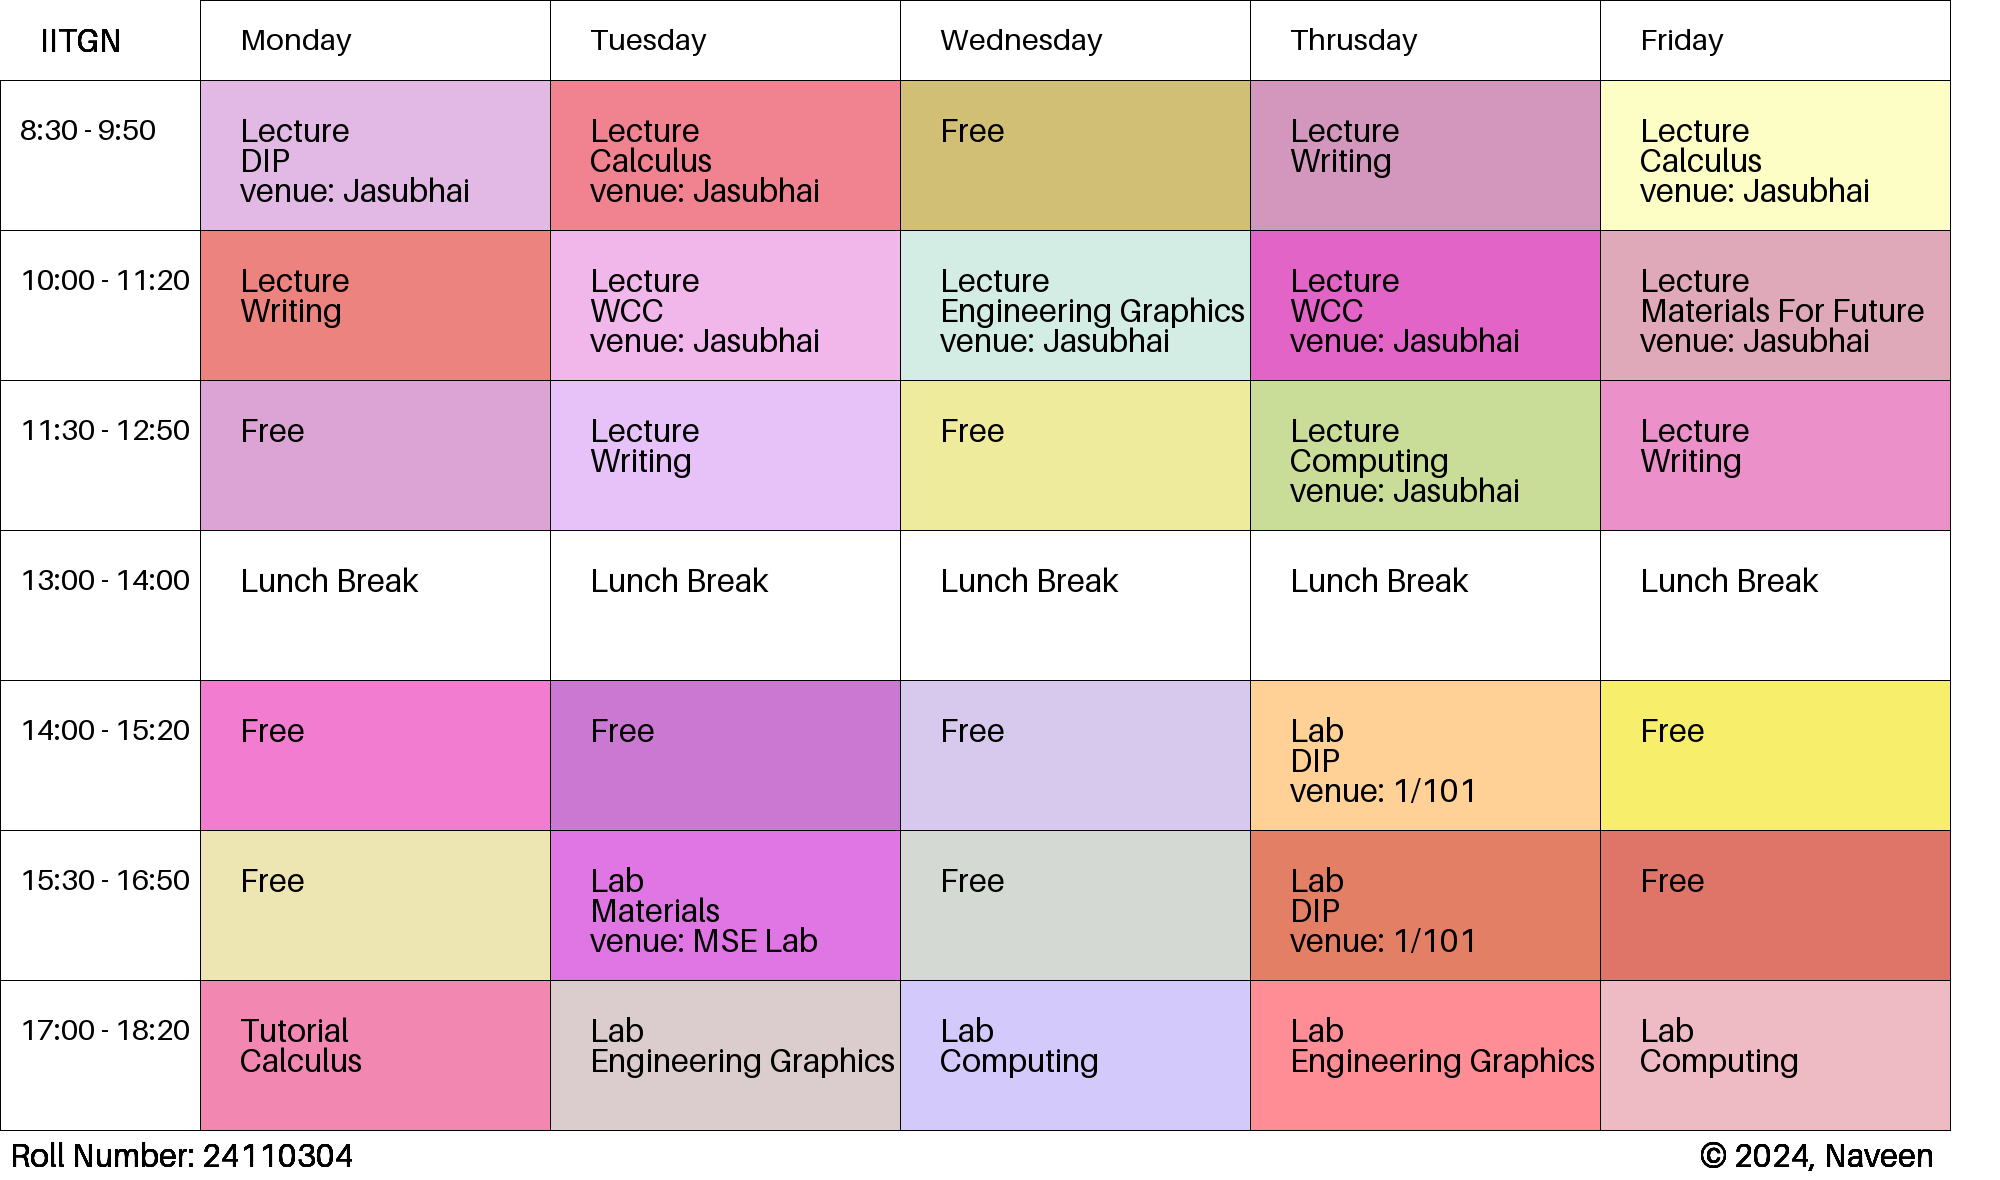 IITGN Monday Tuesday Wednesday Thrusday Friday
8:30 - 9:50
Lecture
DIP
venue: Jasubhai
Lecture
Calculus
venue: Jasubhai
Free
Lecture
Writing
Lecture
Calculus
venue: Jasubhai
10:00 - 11:20
Lecture
Writing
Lecture
WCC
venue: Jasubhai
Lecture
Engineering Graphics
venue: Jasubhai
Lecture
WCC
venue: Jasubhai
Lecture
Materials For Future
venue: Jasubhai
11:30 - 12:50
Free
Lecture
Writing
Free
Lecture
Computing
venue: Jasubhai
Lecture
Writing
13:00 - 14:00
Lunch Break
Lunch Break
Lunch Break
Lunch Break
Lunch Break
14:00 - 15:20
Free
Free
Free
Lab
DIP
venue: 1/101
Free
15:30 - 16:50
Free
Lab
Materials
venue: MSE Lab
Free
Lab
DIP
venue: 1/101
Free
17:00 - 18:20
Tutorial
Calculus
Lab
Engineering Graphics
Lab
Computing
Lab
Engineering Graphics
Lab
Computing
Roll Number: 24110304
© 2024, Naveen